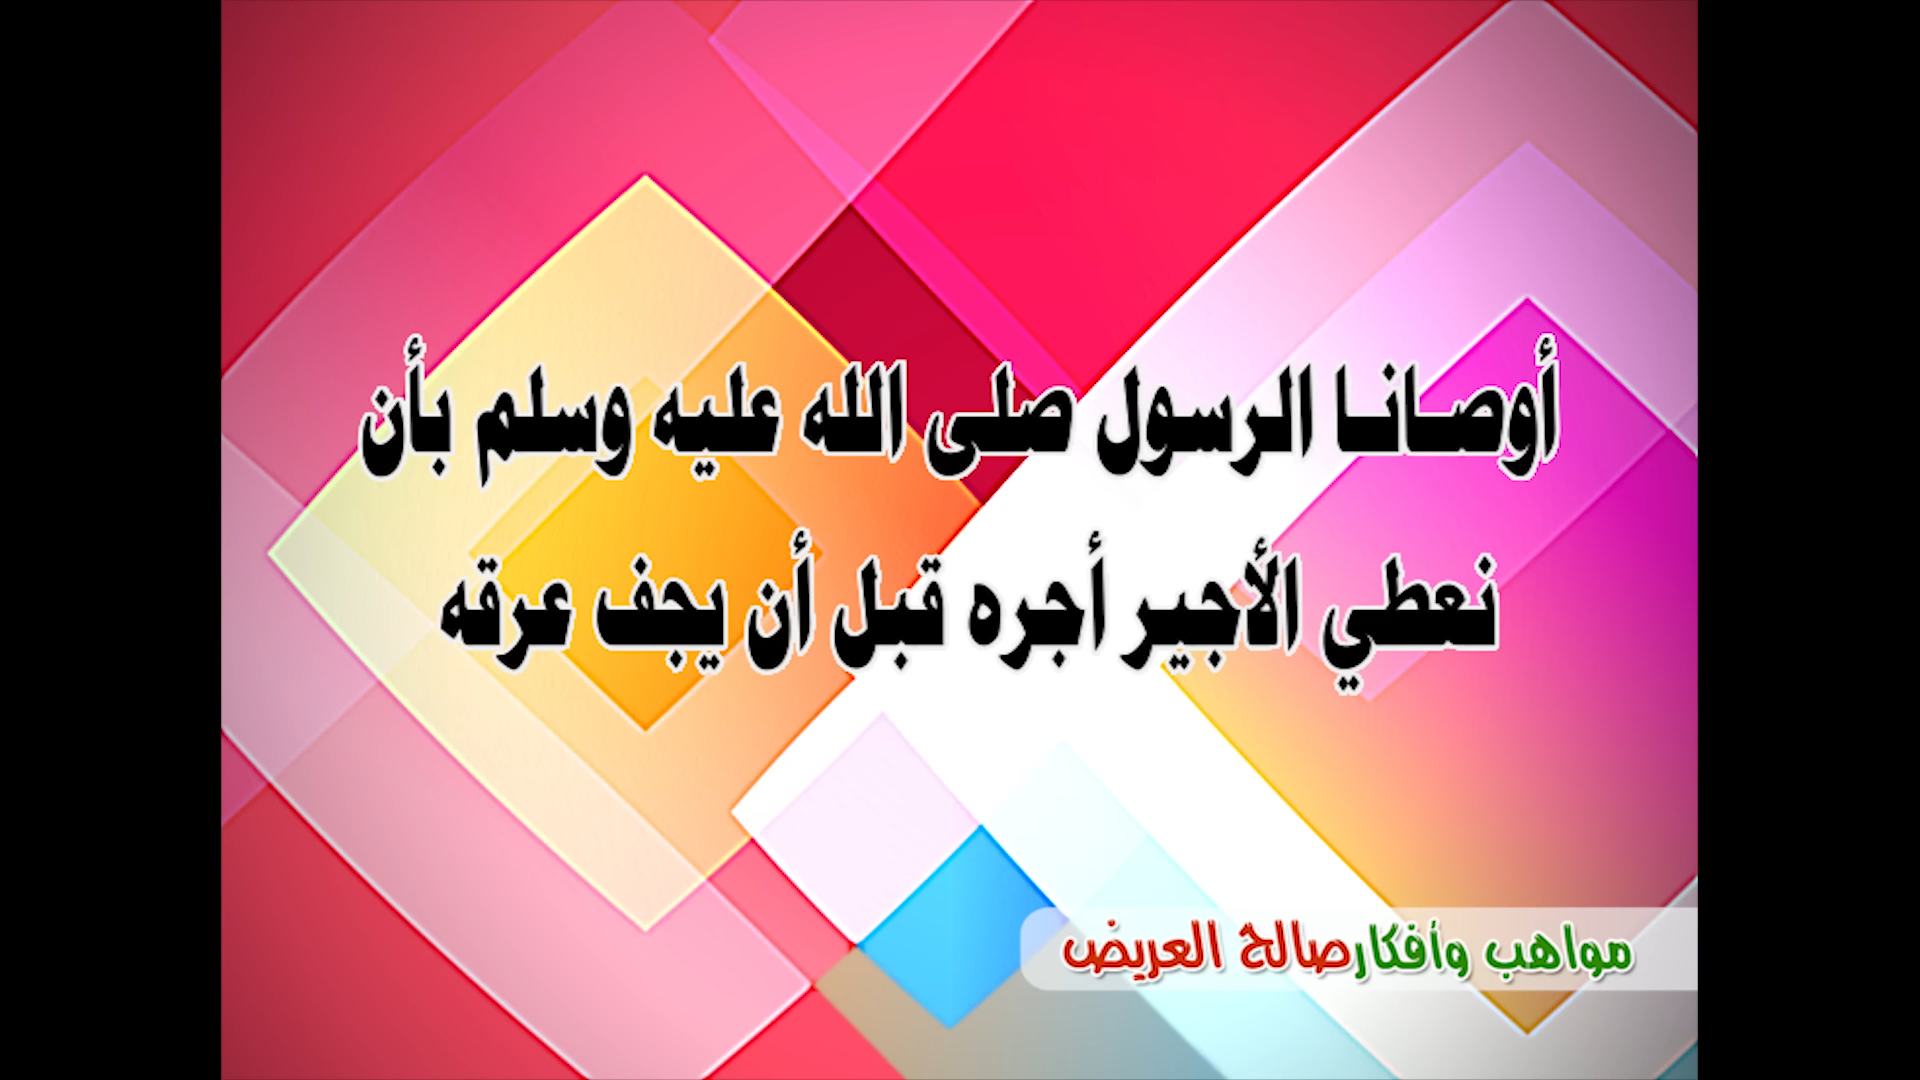 أوصانا الرسول صلى الله عليه وسلم بأن
نعطي الأجير أجره قبل أن يجف عرقه
مواهب وأفكار صالح العريض